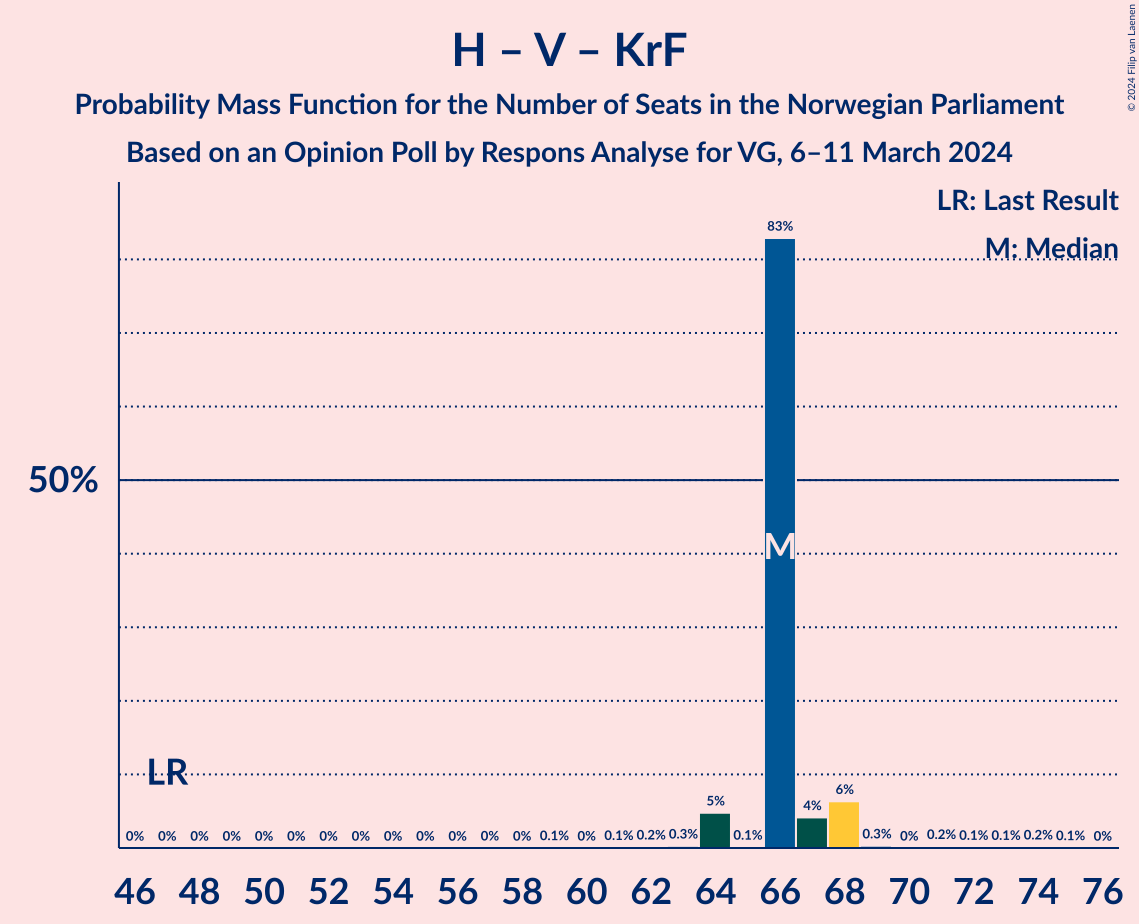 H – V – KrF
Probability Mass Function for the Number of Seats in the Norwegian Parliament
Based on an Opinion Poll by Respons Analyse for VG, 6–11 March 2024
© 2024 Filip van Laenen
LR: Last Result
M: Median
83%
50%
M
LR
5%
4%
6%
0% 0% 0% 0% 0% 0% 0% 0% 0% 0% 0% 0% 0% 0.1% 0% 0.1% 0.2% 0.3% 0.1% 0.3% 0% 0.2% 0.1% 0.1% 0.2% 0.1% 0%
46 48 50 52 54 56 58 60 62 64 66 68 70 72 74 76